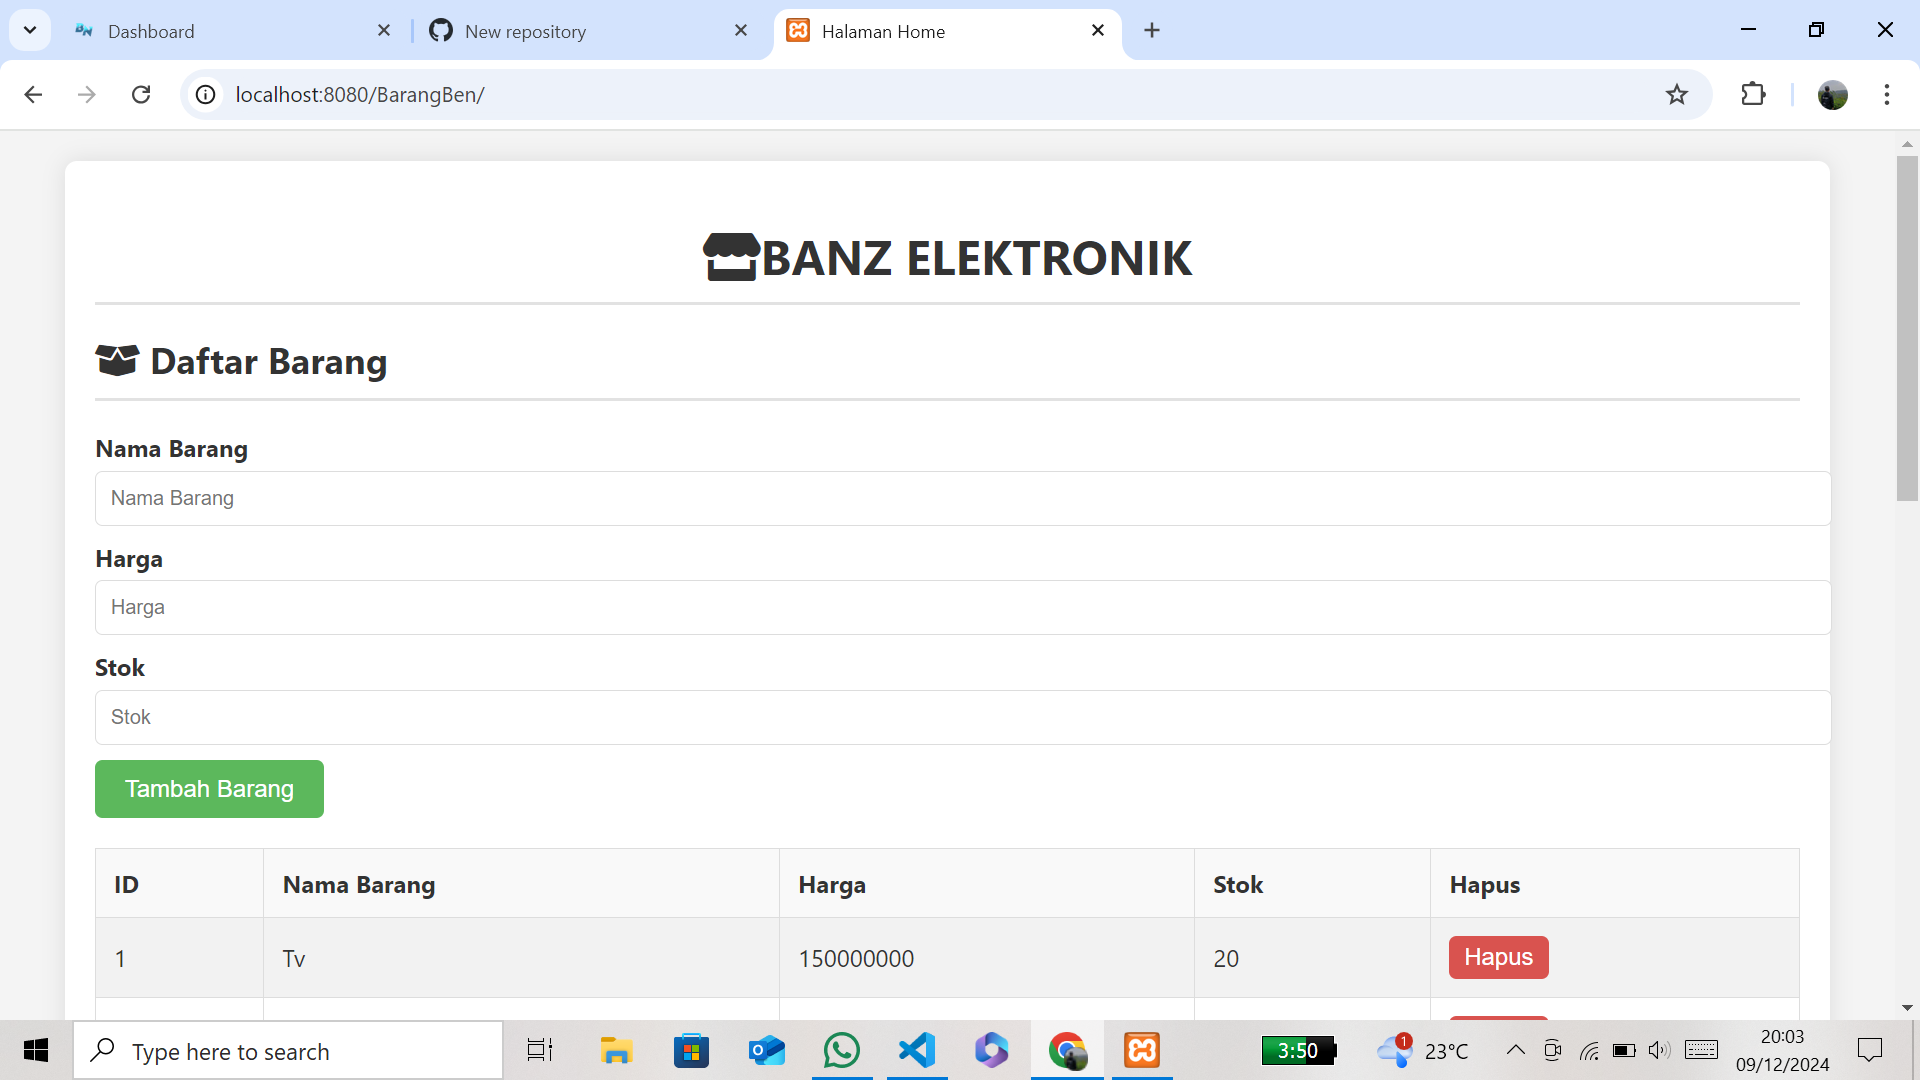 Dashboard
New repository
Halaman Home
localhost:8080/BarangBen/
BANZ ELEKTRONIK
Daftar Barang
Nama Barang
Nama Barang
Harga
Harga
Stok
Stok
Tambah Barang
ID Nama Barang Harga Stok Hapus
1 Tv 150000000 20 Hapus
Type here to search
3:50
1
23°C
20:03
09/12/2024